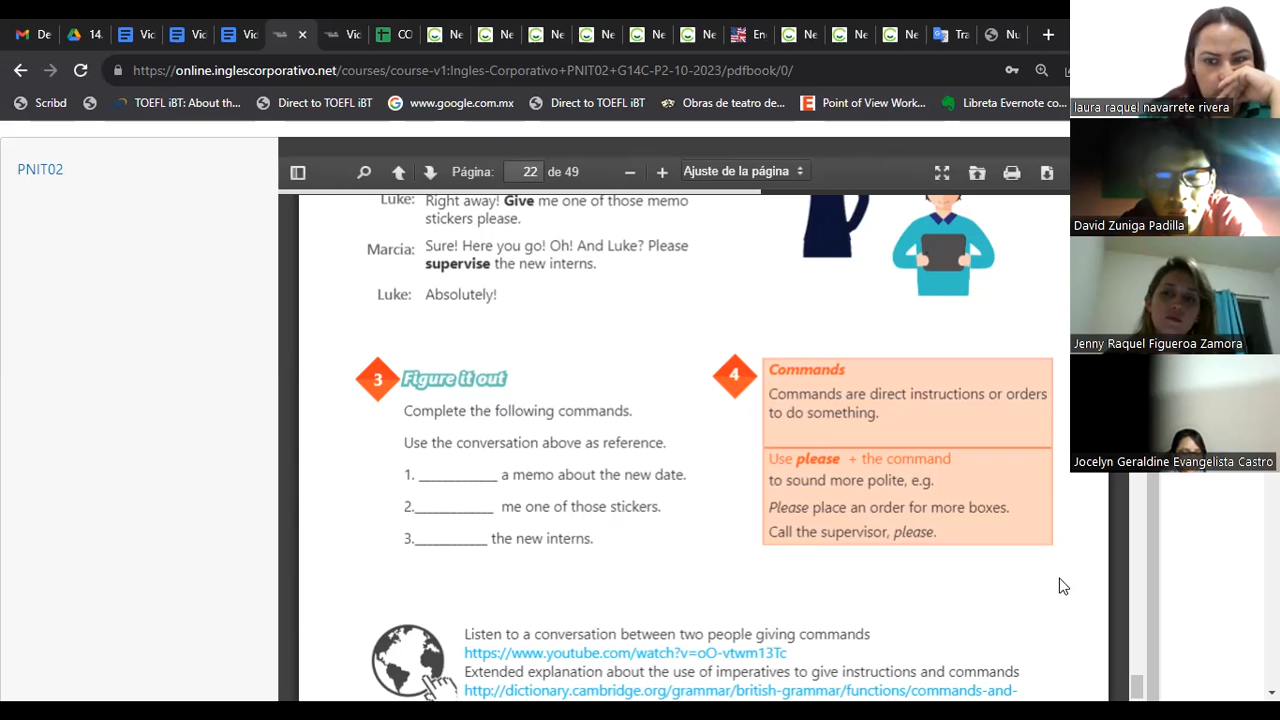 De
14.
Vic
Vic
Vic
Vic
CC
Ne
Ne
Ne
Ne
Ne
Ne
En
Ne
Ne
Ne
Tra
Nu
https://online.inglescorporativo.net/courses/course-v1:Ingles-Corporativo+PNIT02+G14C-P2-10-2023/pdfbook/0/
Scribd
TOEFL iBT: About th...
Direct to TOEFL iBT
www.google.com.mx
Direct to TOEFL iBT
Obras de teatro de...
Point of View Work...
Libreta Evernote co...
PNIT02
Página: 22 de 49
Ajuste de la página
Luke: Right away! Give me one of those memo
stickers please.
Marcia: Sure! Here you go! Oh! And Luke? Please
supervise the new interns.
Luke: Absolutely!
3 Figure it out
Complete the following commands.
Use the conversation above as reference.
1. ____________ a memo about the new date.
2.____________ me one of those stickers.
3.___________ the new interns.
4 Commands
Commands are direct instructions or orders
to do something.
Use please + the command
to sound more polite, e.g.
Please place an order for more boxes.
Call the supervisor, please.
Listen to a conversation between two people giving commands
https://www.youtube.com/watch?v=oO-vtwm13Tc
Extended explanation about the use of imperatives to give instructions and commands
http://dictionary.cambridge.org/grammar/british-grammar/functions/commands-and-
laura raquel navarrete rivera
David Zuniga Padilla
Jenny Raquel Figueroa Zamora
Jocelyn Geraldine Evangelista Castro